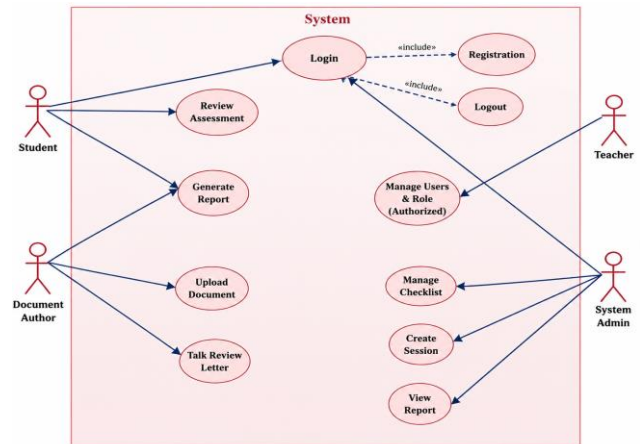 System
Login
«include»
Registration
«include»
Logout
Review
Assessment
Student
Teacher
Generate
Report
Manage Users
& Role
(Authorized)
Document
Author
Upload
Document
Manage
Checklist
System
Admin
Talk Review
Letter
Create
Session
View
Report